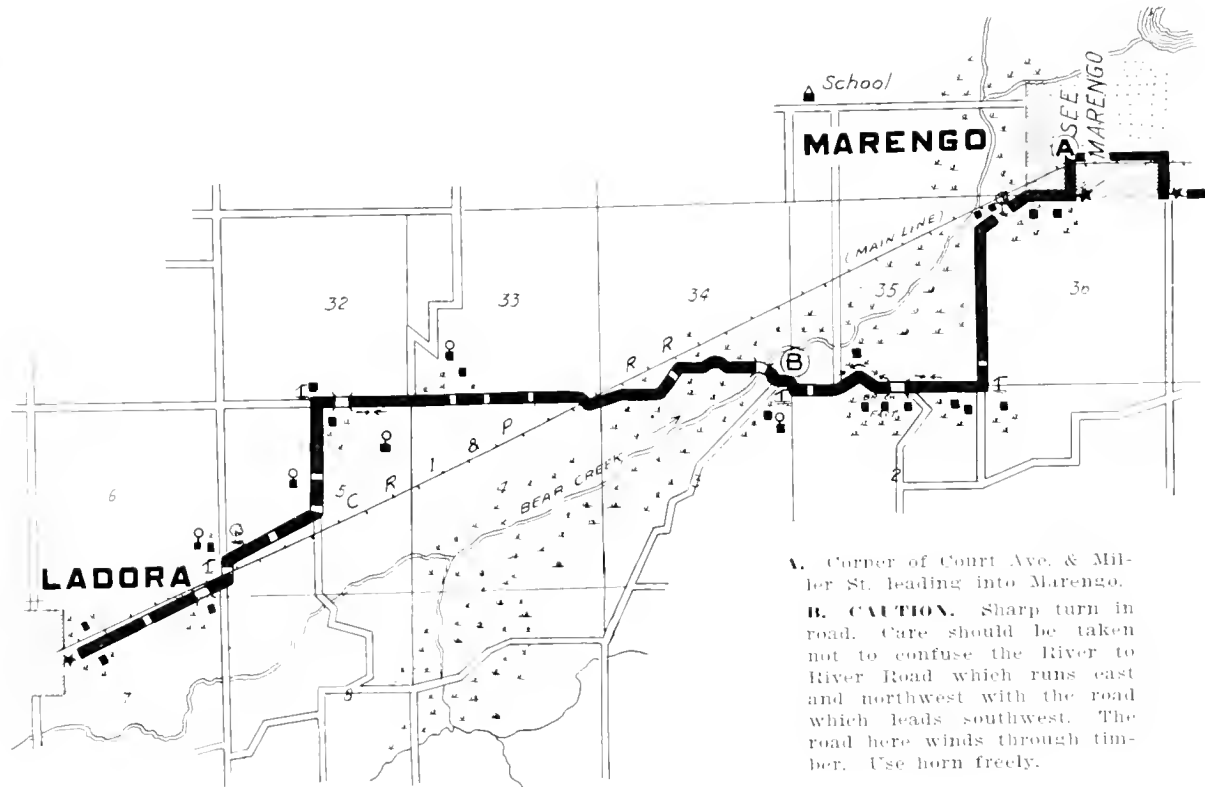 School
SEE
MARENGO
MARENGO
A
(MAIN LINE)
32
33
34
35
36
B
R R
6
5
C R I & P
4
BEAR CREEK
2
LADORA
7
8
A. Corner of Court Ave. & Mil-
ler St. leading into Marengo.
B. CAUTION. Sharp turn in
road. Care should be taken
not to confuse the River to
River Road which runs east
and northwest with the road
which leads southwest. The
road here winds through tim-
ber. Use horn freely.